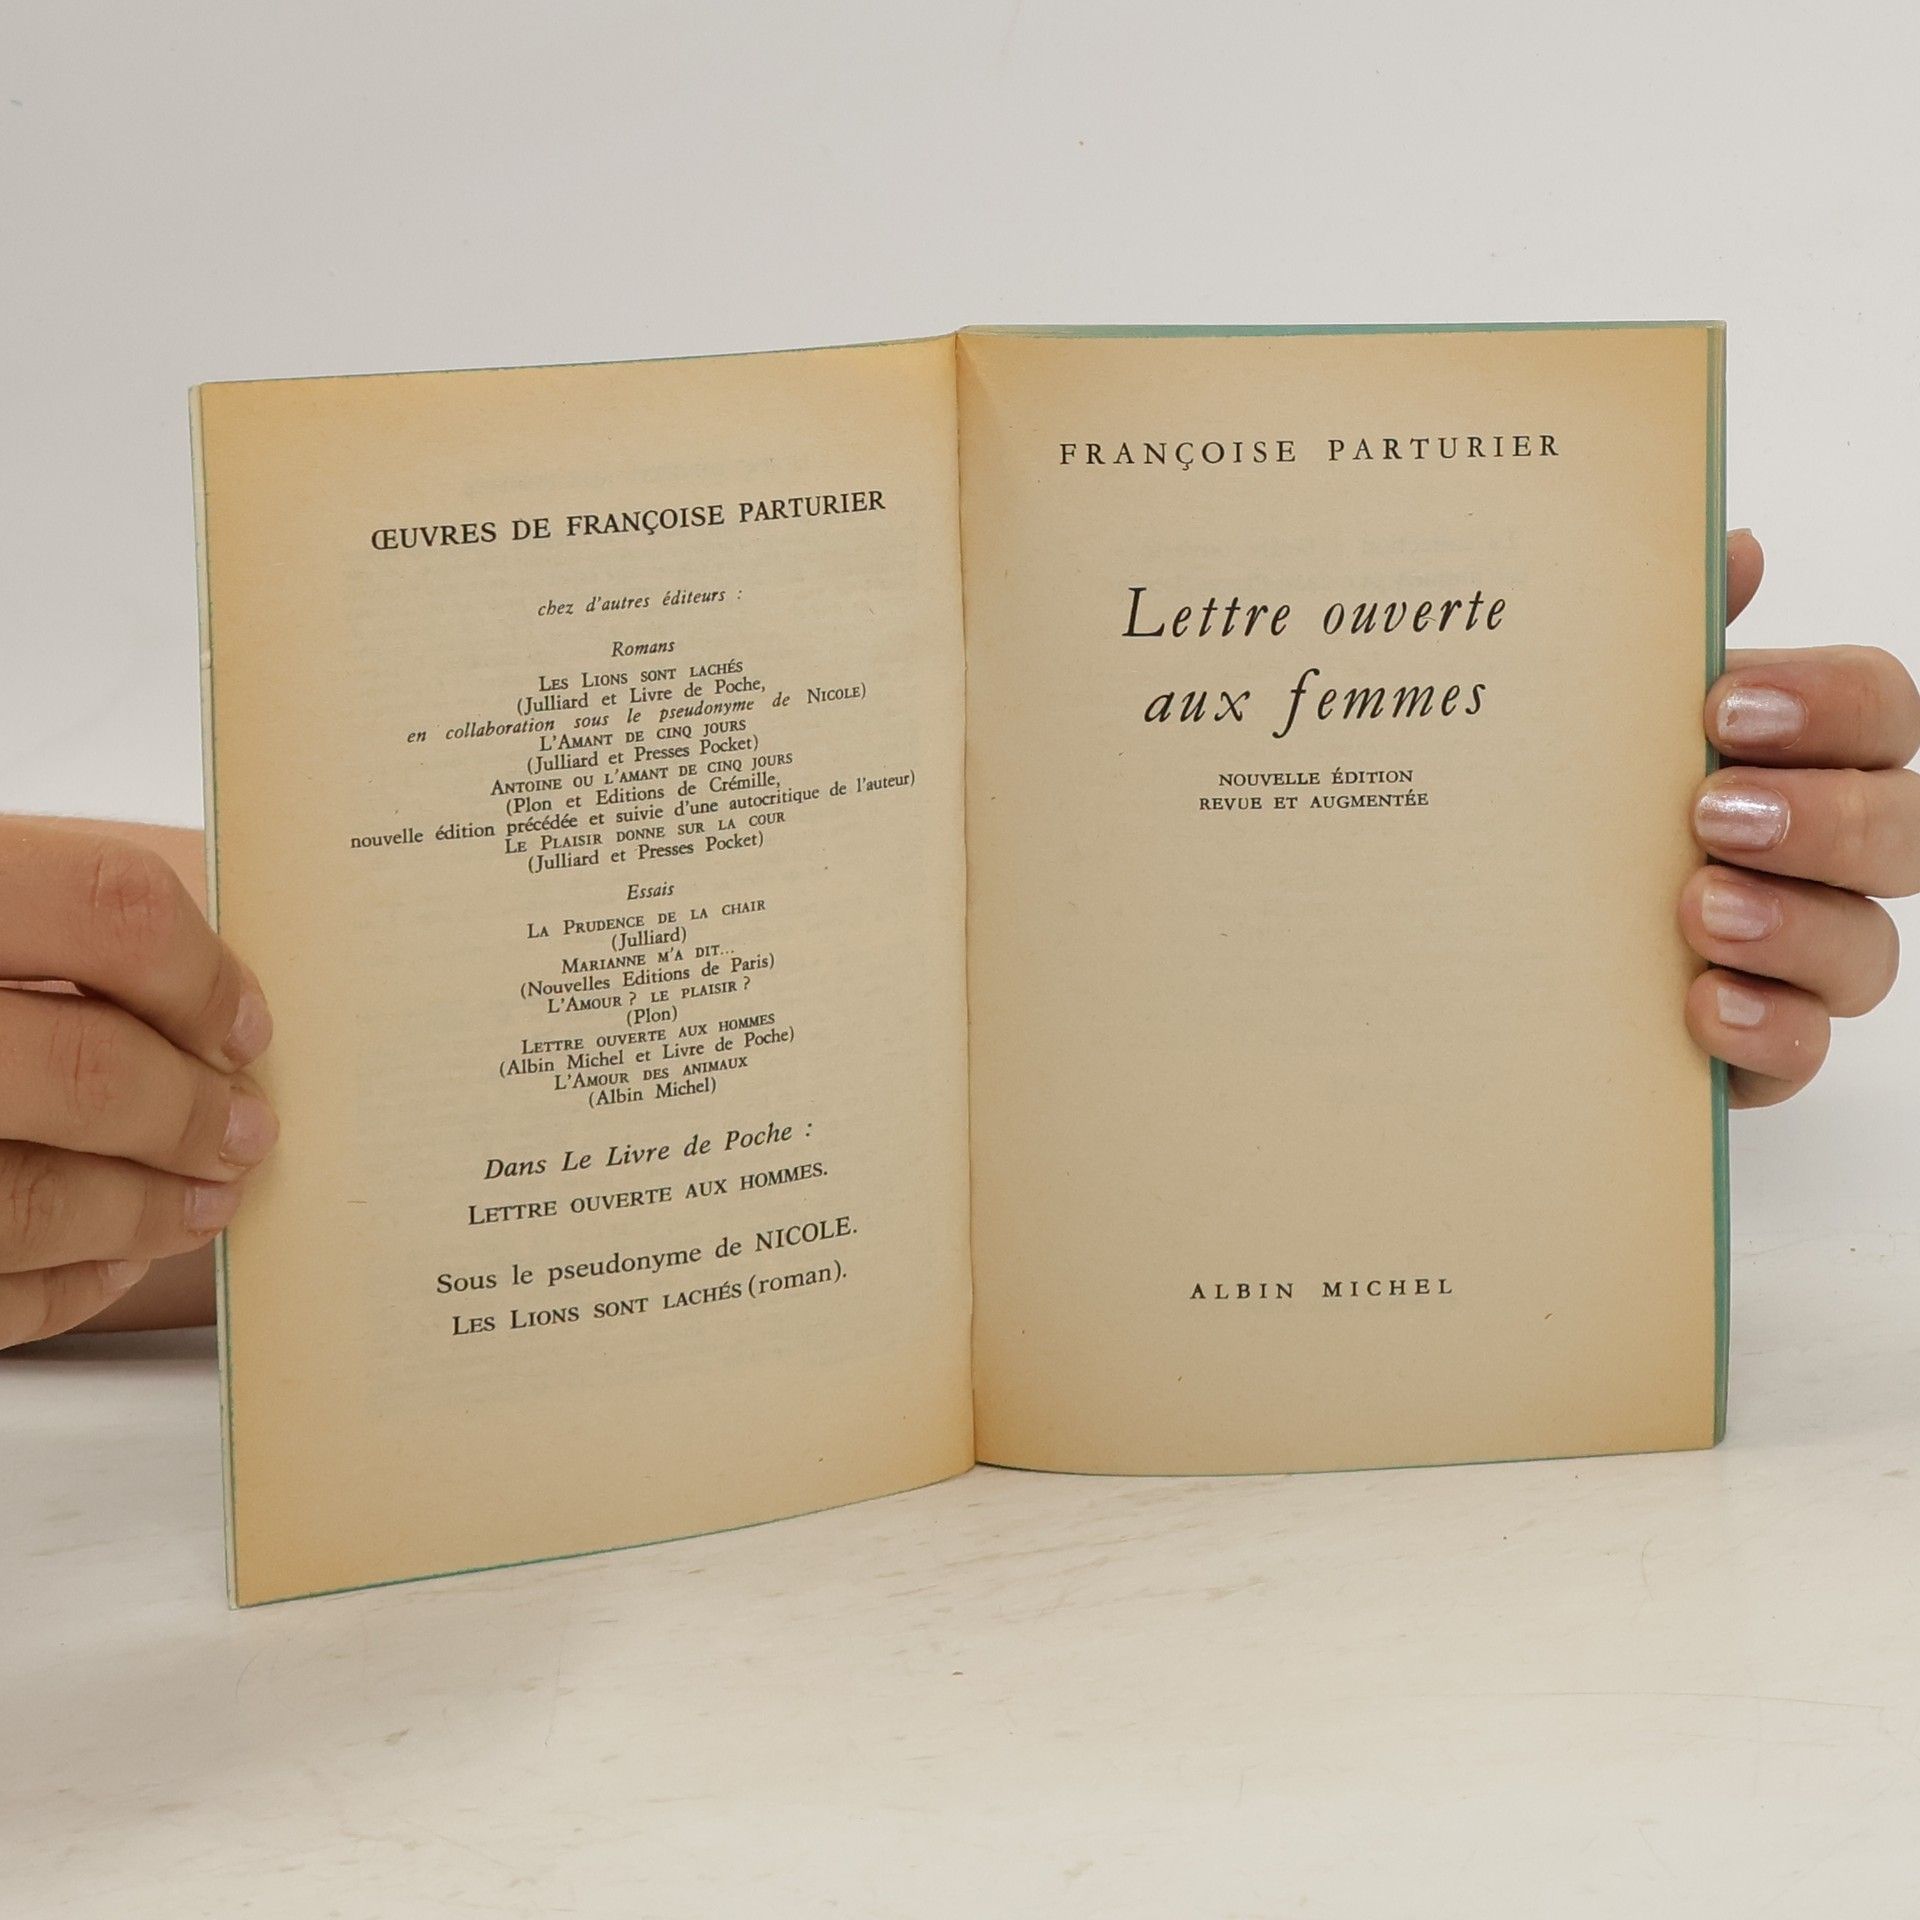 ŒUVRES DE FRANÇOISE PARTURIER
chez d'autres éditeurs :
Romans
LES LIONS SONT LACHÉS
(Julliard et Livre de Poche,
en collaboration sous le pseudonyme de NICOLE)
L'AMANT DE CINQ JOURS
(Julliard et Presses Pocket)
ANTOINE OU L'AMANT DE CINQ JOURS
(Plon et Editions de Crémille,
nouvelle édition précédée et suivie d'une autocritique de l'auteur)
LE PLAISIR DONNE SUR LA COUR
(Julliard et Presses Pocket)
Essais
LA PRUDENCE DE LA CHAIR
(Julliard)
MARIANNE M'A DIT...
(Nouvelles Editions de Paris)
L'AMOUR ? LE PLAISIR ?
(Plon)
LETTRE OUVERTE AUX HOMMES
(Albin Michel et Livre de Poche)
L'AMOUR DES ANIMAUX
(Albin Michel)
Dans Le Livre de Poche :
LETTRE OUVERTE AUX HOMMES.
Sous le pseudonyme de NICOLE.
LES LIONS SONT LACHÉS (roman).
FRANÇOISE PARTURIER
Lettre ouverte
aux femmes
NOUVELLE ÉDITION
REVUE ET AUGMENTÉE
ALBIN MICHEL